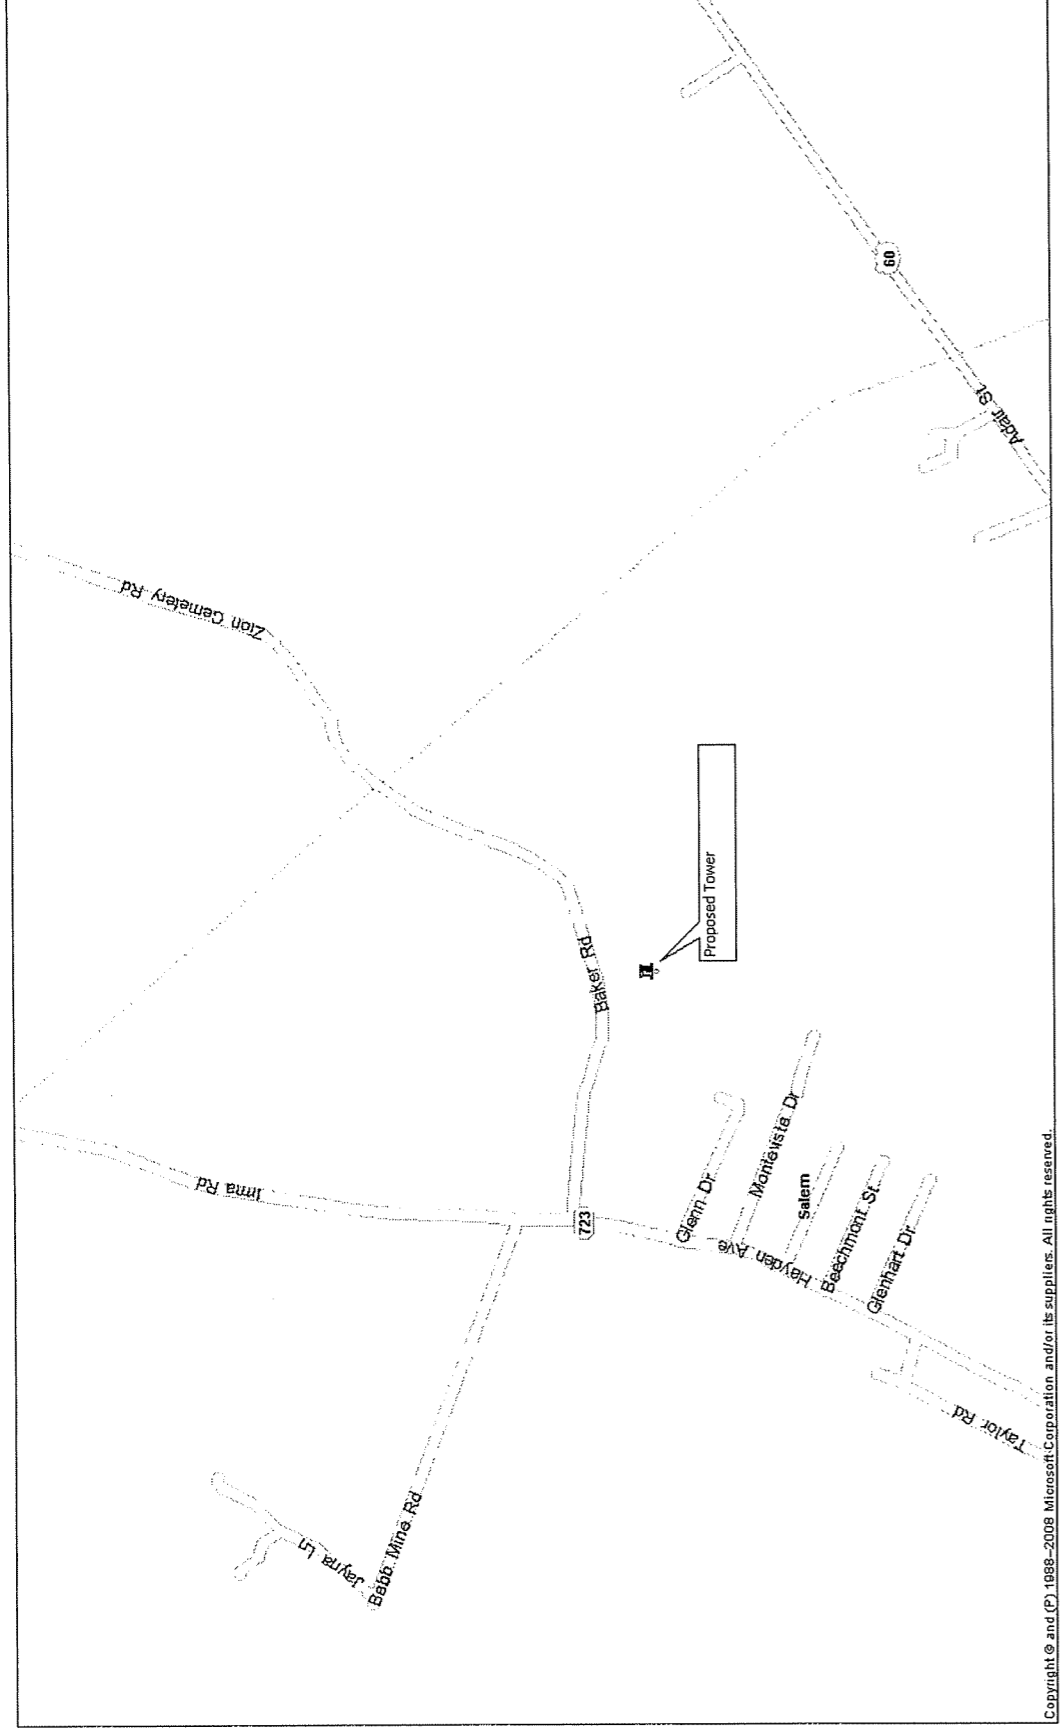 Zion Cemetery Rd
Irma Rd
Jayna Ln
Babb Mine Rd
Baker Rd
723
Proposed Tower
Glenn Dr
Montevista Dr
Salem
Hayden Ave
Beechmont St
Glenhart Dr
Taylor Rd
60
Adair St
Copyright © and (P) 1988–2008 Microsoft Corporation and/or its suppliers. All rights reserved.